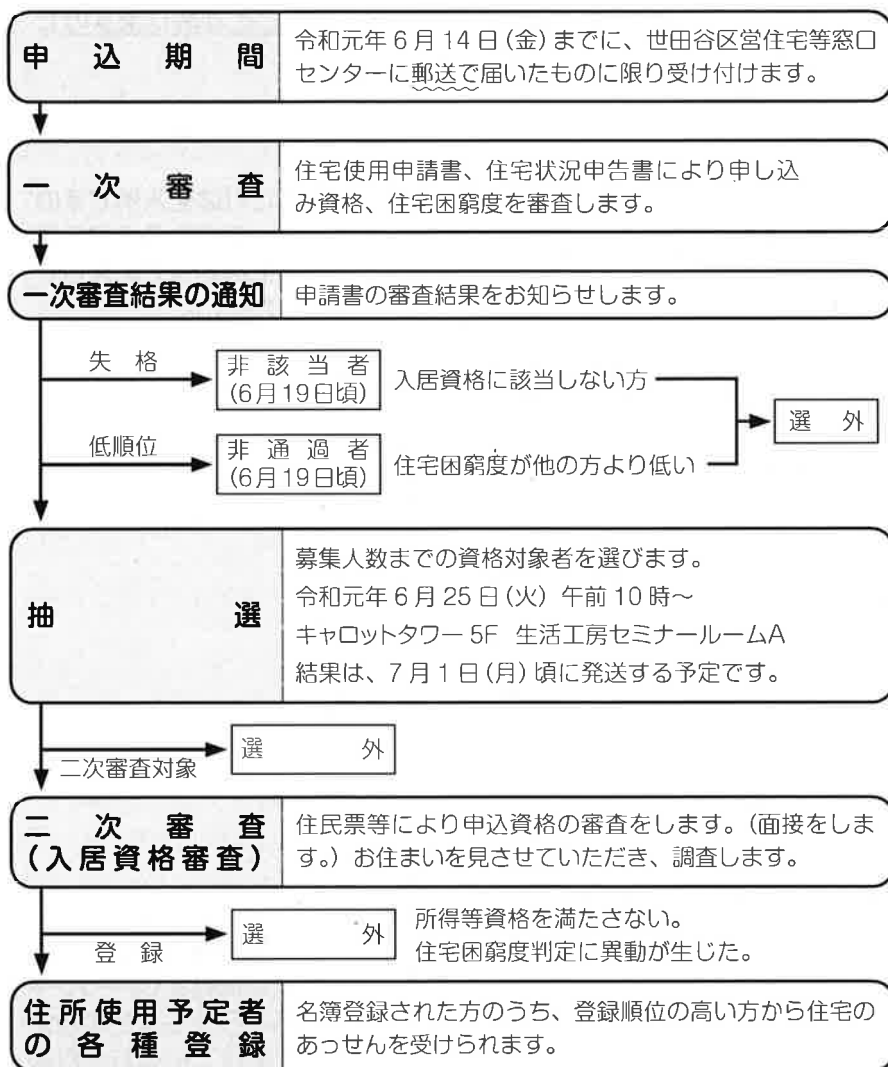 申込期間
令和元年6月14日(金)までに、世田谷区営住宅等窓口
センターに郵送で届いたものに限り受け付けます。
一次審査
住宅使用申請書、住宅状況申告書により申し込
み資格、住宅困窮度を審査します。
一次審査結果の通知
申請書の審査結果をお知らせします。
失格
非該当者
(6月19日頃)
入居資格に該当しない方
選外
低順位
非通過者
(6月19日頃)
住宅困窮度が他の方より低い
抽選
募集人数までの資格対象者を選びます。
令和元年6月25日(火) 午前10時～
キャロットタワー5F 生活工房セミナールームA
結果は、7月1日(月)頃に発送する予定です。
選外
二次審査対象
二次審査
(入居資格審査)
住民票等により申込資格の審査をします。(面接をしま
す。)お住まいを見させていただき、調査します。
選外
所得等資格を満たさない。
住宅困窮度判定に異動が生じた。
登録
住所使用予定者
の各種登録
名簿登録された方のうち、登録順位の高い方から住宅の
あっせんを受けられます。